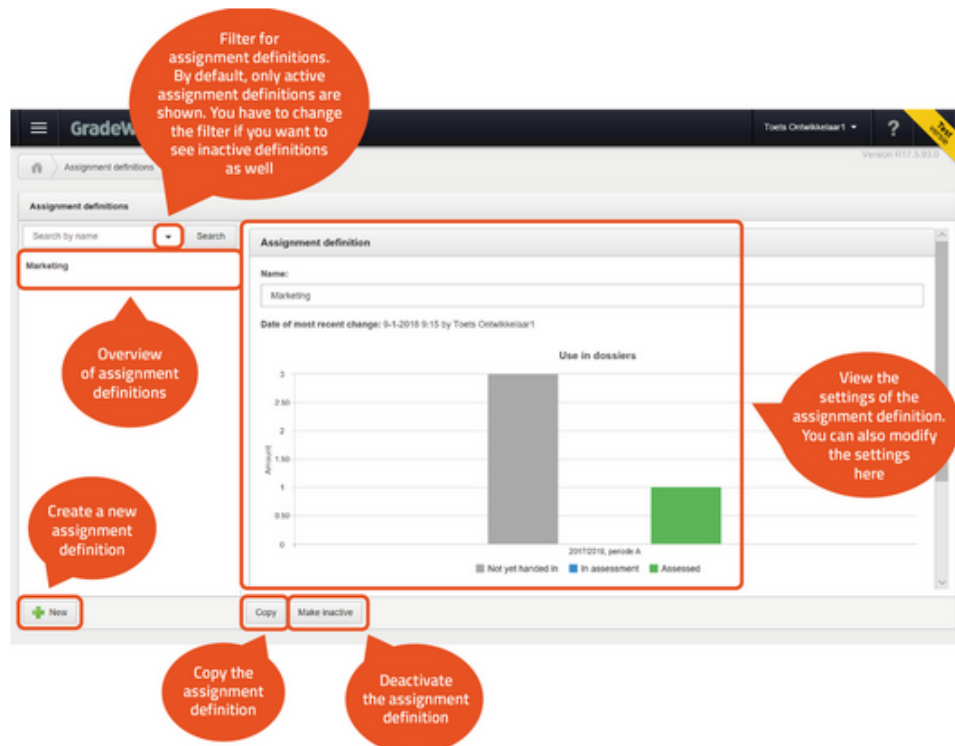 Filter for
assignment definitions.
By default, only active
assignment definitions are
shown. You have to change
the filter if you want to
see inactive definitions
as well
GradeW
Toets Ontwikkelaar1
?
Test
versie
Version R17.5.93.0
Assignment definitions
Assignment definitions
Search by name
Search
Marketing
Overview
of assignment
definitions
Create a new
assignment
definition
New
Assignment definition
Name:
Marketing
Date of most recent change: 9-1-2018 9:15 by Toets Ontwikkelaar1
Use in dossiers
3
2.50
2
1.50
1
0.50
0
Amount
2017/2018, periode A
Not yet handed in In assessment Assessed
View the
settings of the
assignment definition.
You can also modify
the settings
here
Copy
Make inactive
Copy the
assignment
definition
Deactivate
the assignment
definition